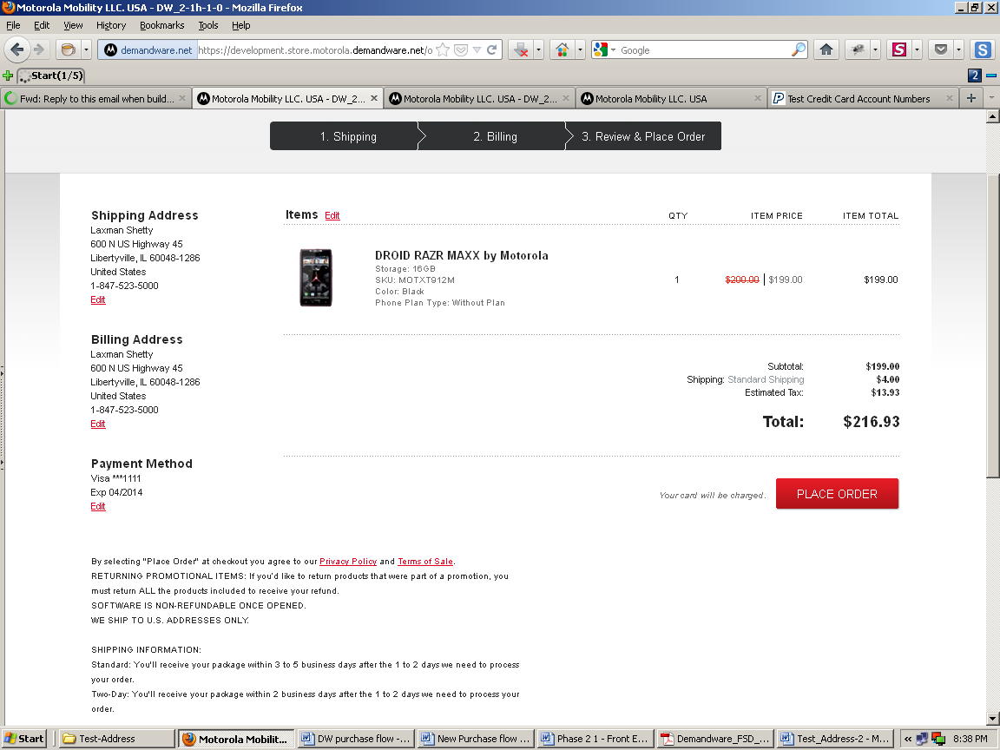 Motorola Mobility LLC. USA - DW_2-1h-1-0 - Mozilla Firefox
File Edit View History Bookmarks Tools Help
demandware.net https://development.store.motorola.demandware.net/o Google
Start(1/5) 2
Fwd: Reply to this email when build... Motorola Mobility LLC. USA - DW_2... Motorola Mobility LLC. USA - DW_2... Motorola Mobility LLC. USA Test Credit Card Account Numbers
1. Shipping 2. Billing 3. Review & Place Order
Shipping Address
Laxman Shetty
600 N US Highway 45
Libertyville, IL 60048-1286
United States
1-847-523-5000
Edit
Billing Address
Laxman Shetty
600 N US Highway 45
Libertyville, IL 60048-1286
United States
1-847-523-5000
Edit
Payment Method
Visa ***1111
Exp 04/2014
Edit
Items Edit QTY ITEM PRICE ITEM TOTAL
DROID RAZR MAXX by Motorola
Storage: 16GB
SKU: MOTXT912M
Color: Black
Phone Plan Type: Without Plan
1 $200.00 $199.00 $199.00
Subtotal: $199.00
Shipping: Standard Shipping $4.00
Estimated Tax: $13.93
Total: $216.93
Your card will be charged. PLACE ORDER
By selecting "Place Order" at checkout you agree to our Privacy Policy and Terms of Sale.
RETURNING PROMOTIONAL ITEMS: If you'd like to return products that were part of a promotion, you
must return ALL the products included to receive your refund.
SOFTWARE IS NON-REFUNDABLE ONCE OPENED.
WE SHIP TO U.S. ADDRESSES ONLY.
SHIPPING INFORMATION:
Standard: You'll receive your package within 3 to 5 business days after the 1 to 2 days we need to process
your order.
Two-Day: You'll receive your package within 2 business days after the 1 to 2 days we need to process your
order.
Start Test-Address Motorola Mobilit... DW purchase flow -... New Purchase flow ... Phase 2 1 - Front E... Demandware_FSD_... Test_Address-2 - M... « 8:38 PM